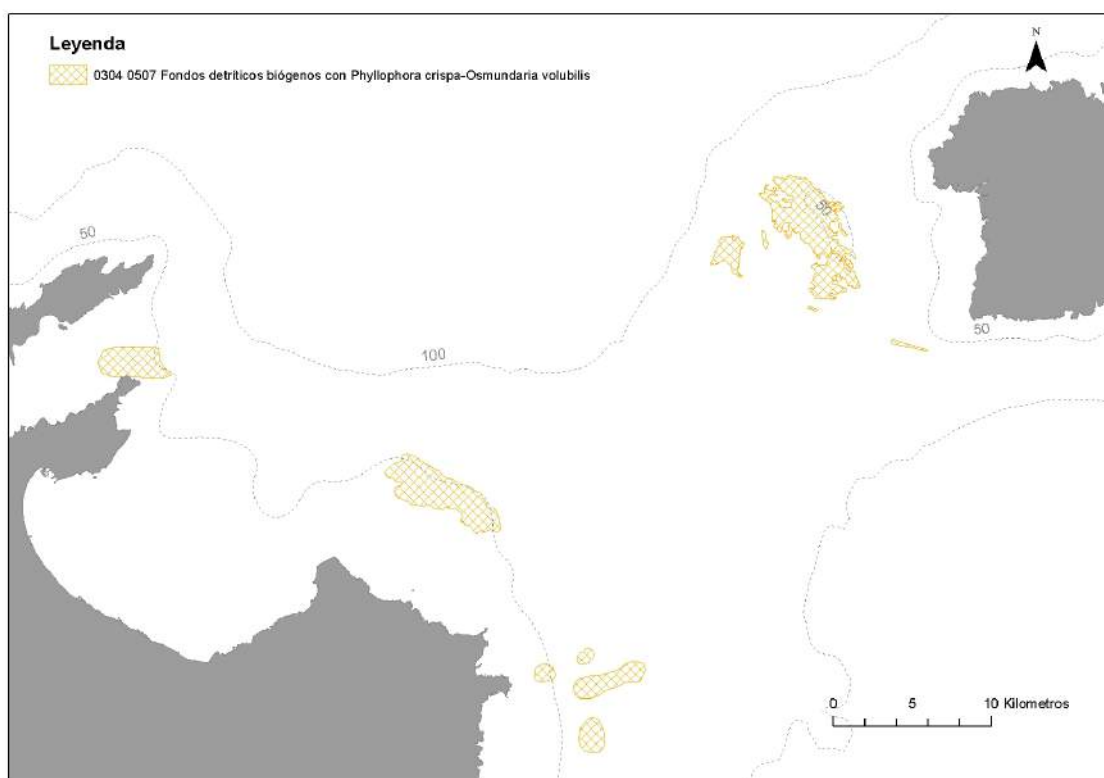 Leyenda
0304 0507 Fondos detríticos biógenos con Phyllophora crispa-Osmundaria volubilis
N
50
50
100
50
0 5 10 Kilometros